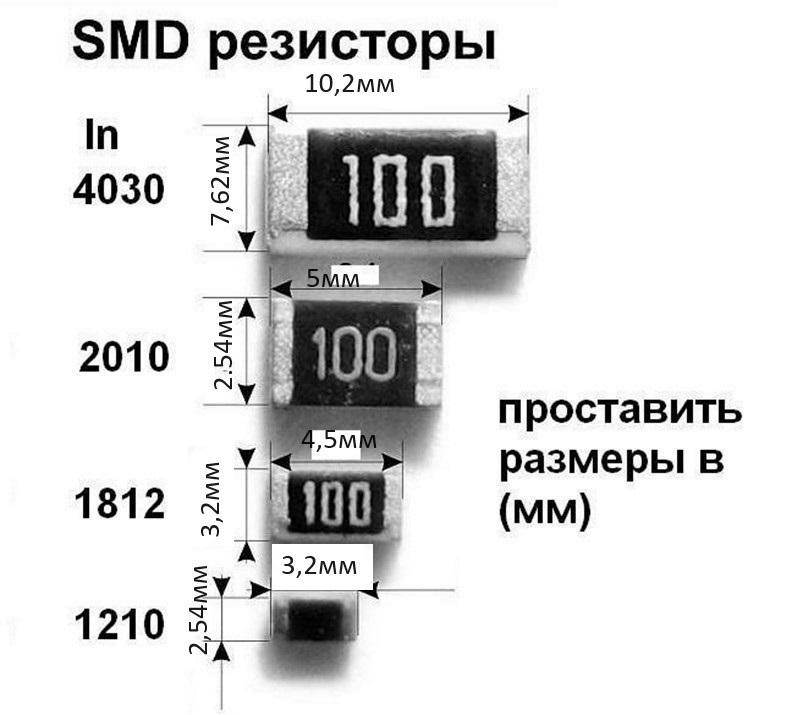 SMD резисторы
10,2мм
In
4030
7,62мм
100
5мм
2010
2.54мм
100
проставить
размеры в
(мм)
4,5мм
1812
3,2мм
100
3,2мм
1210
2,54мм